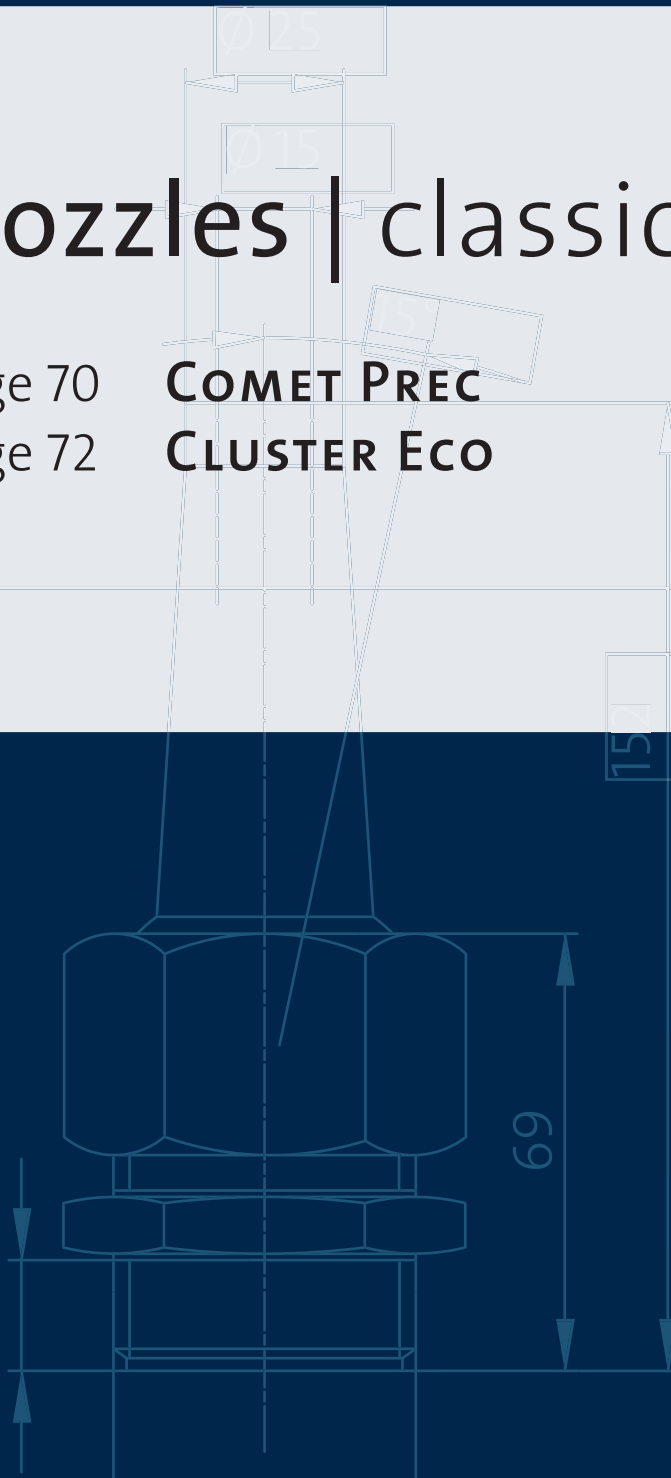 Ø 25
Ø 15
ozzles | classic
15°
ge 70 COMET PREC
ge 72 CLUSTER ECO
152
69